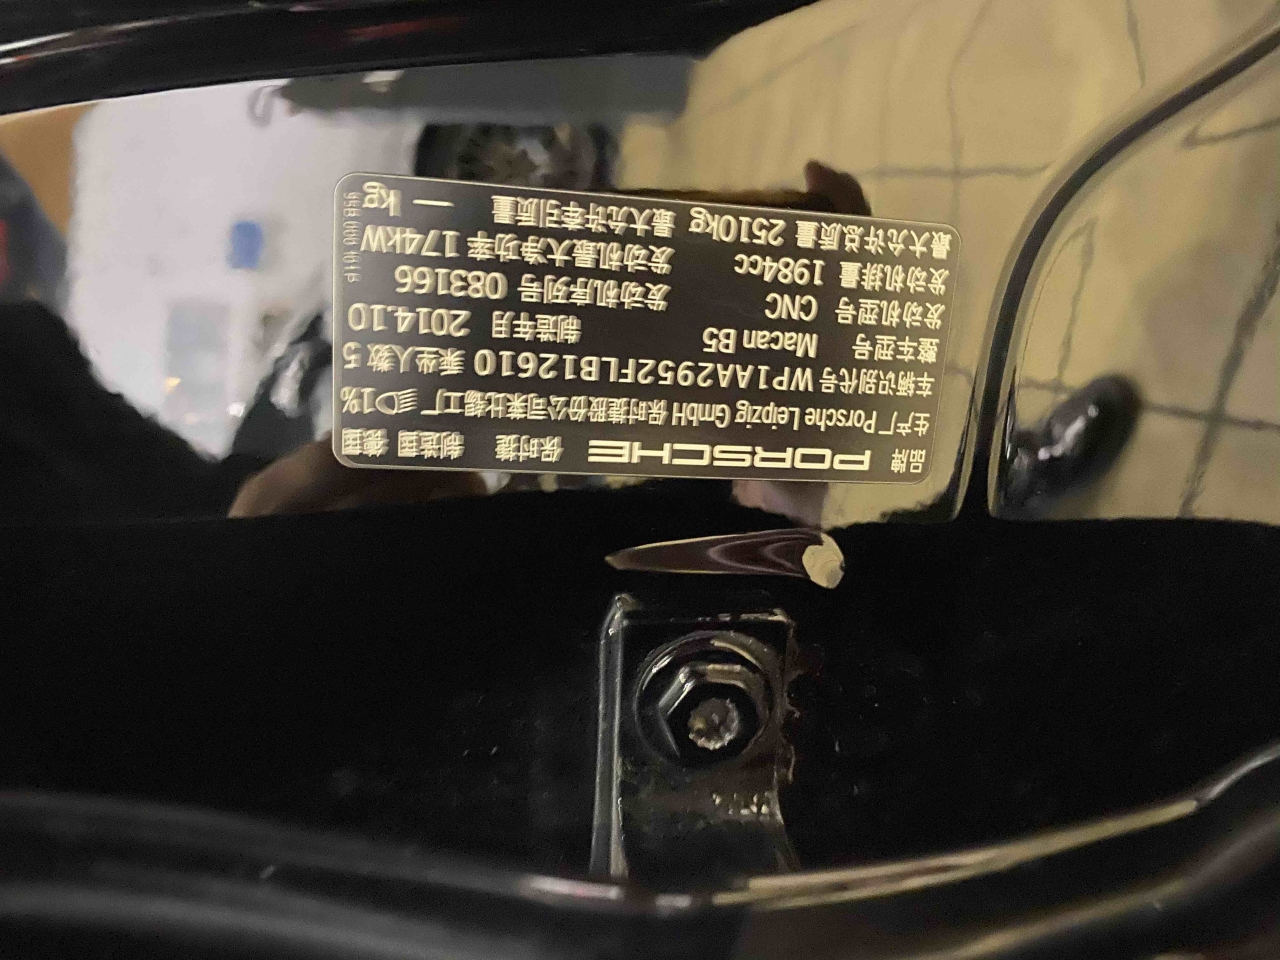 品牌 PORSCHE 保时捷 制造国 德国
生产厂 Porsche Leipzig GmbH 保时捷股份公司莱比锡工厂 1%
车辆识别代号 WP1AA2952FLB12610 乘坐人数 5
整车型号 Macan B5 制造年月 2014.10
发动机型号 CNC 发动机序列号 083166
发动机排量 1984cc 发动机最大净功率 174kW
最大允许总质量 2510kg 最大允许牵引质量 — kg